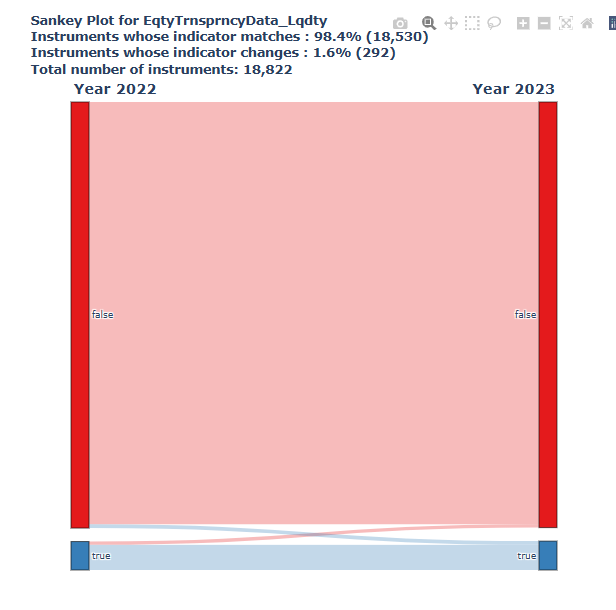 Sankey Plot for EqtyTrnsprncyData_Lqdty
Instruments whose indicator matches : 98.4% (18,530)
Instruments whose indicator changes : 1.6% (292)
Total number of instruments: 18,822
Year 2022 Year 2023
false false
true true